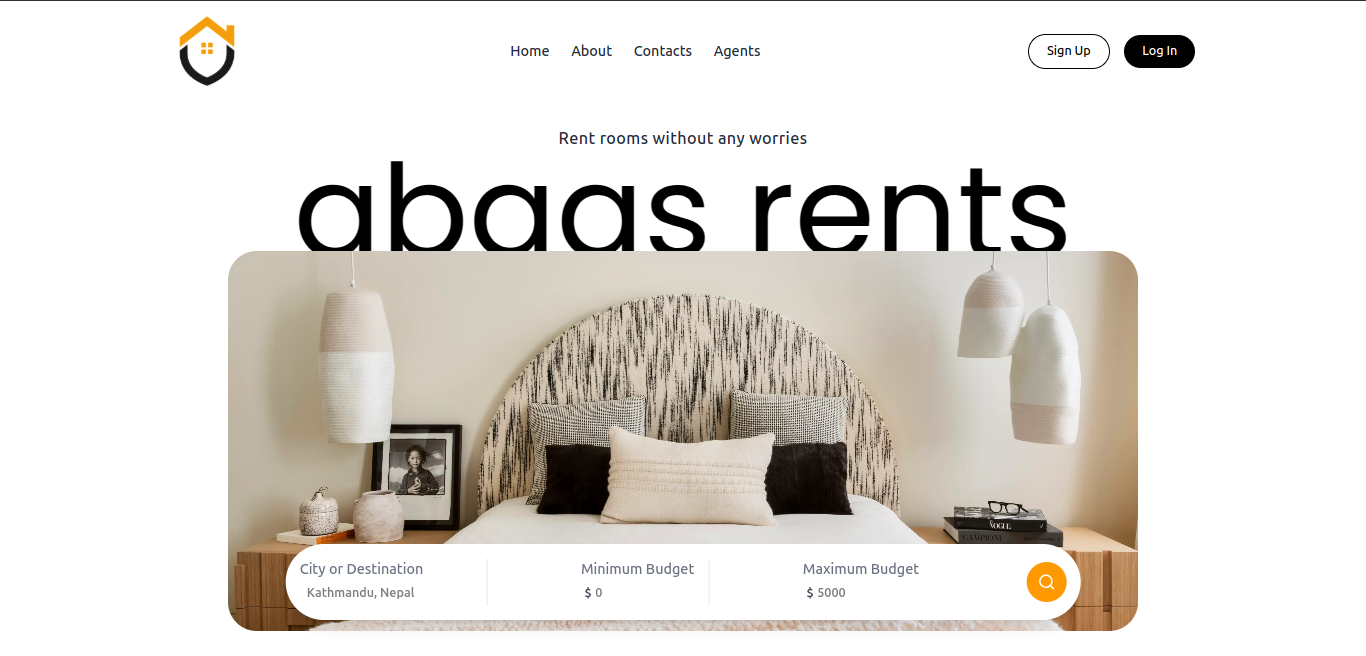 Home About Contacts Agents
Sign Up
Log In
Rent rooms without any worries
abaas rents
VOGUE
CAMPIONI
City or Destination
Kathmandu, Nepal
Minimum Budget
$ 0
Maximum Budget
$ 5000